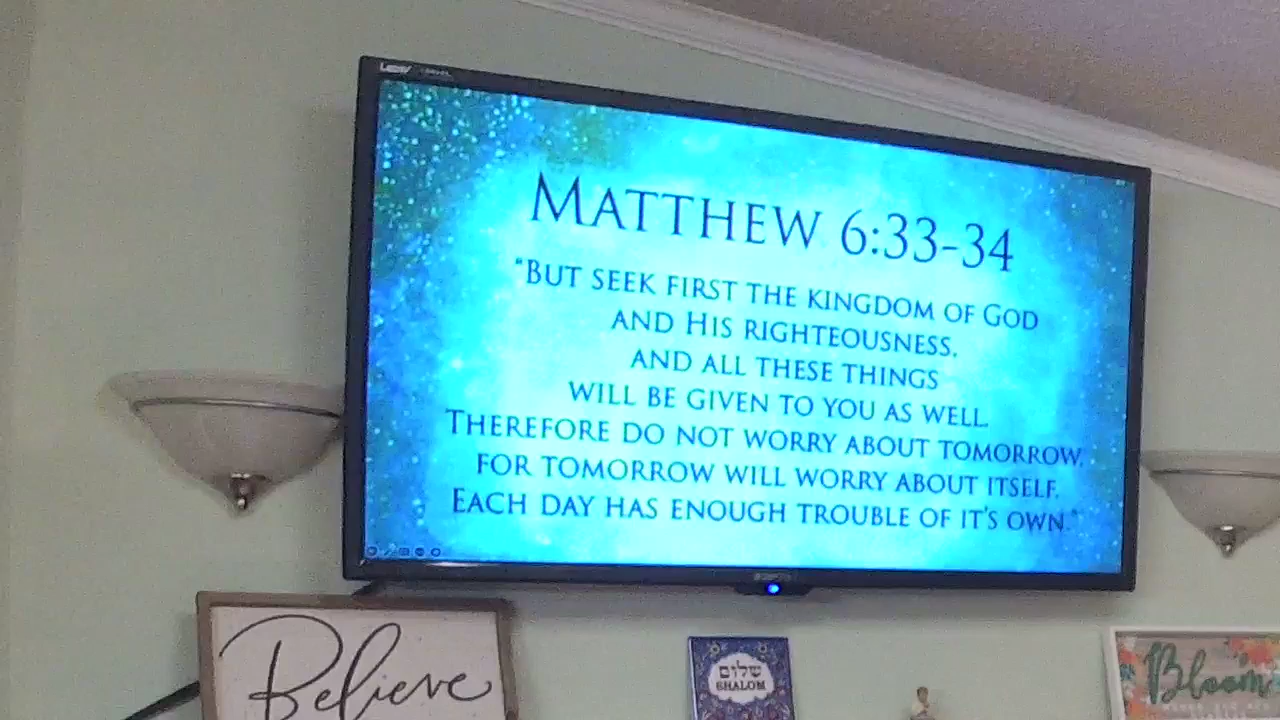 MATTHEW 6:33-34
"BUT SEEK FIRST THE KINGDOM OF GOD
AND HIS RIGHTEOUSNESS,
AND ALL THESE THINGS
WILL BE GIVEN TO YOU AS WELL.
THEREFORE DO NOT WORRY ABOUT TOMORROW,
FOR TOMORROW WILL WORRY ABOUT ITSELF.
EACH DAY HAS ENOUGH TROUBLE OF IT'S OWN."
Believe
שלום
SHALOM
Bloom